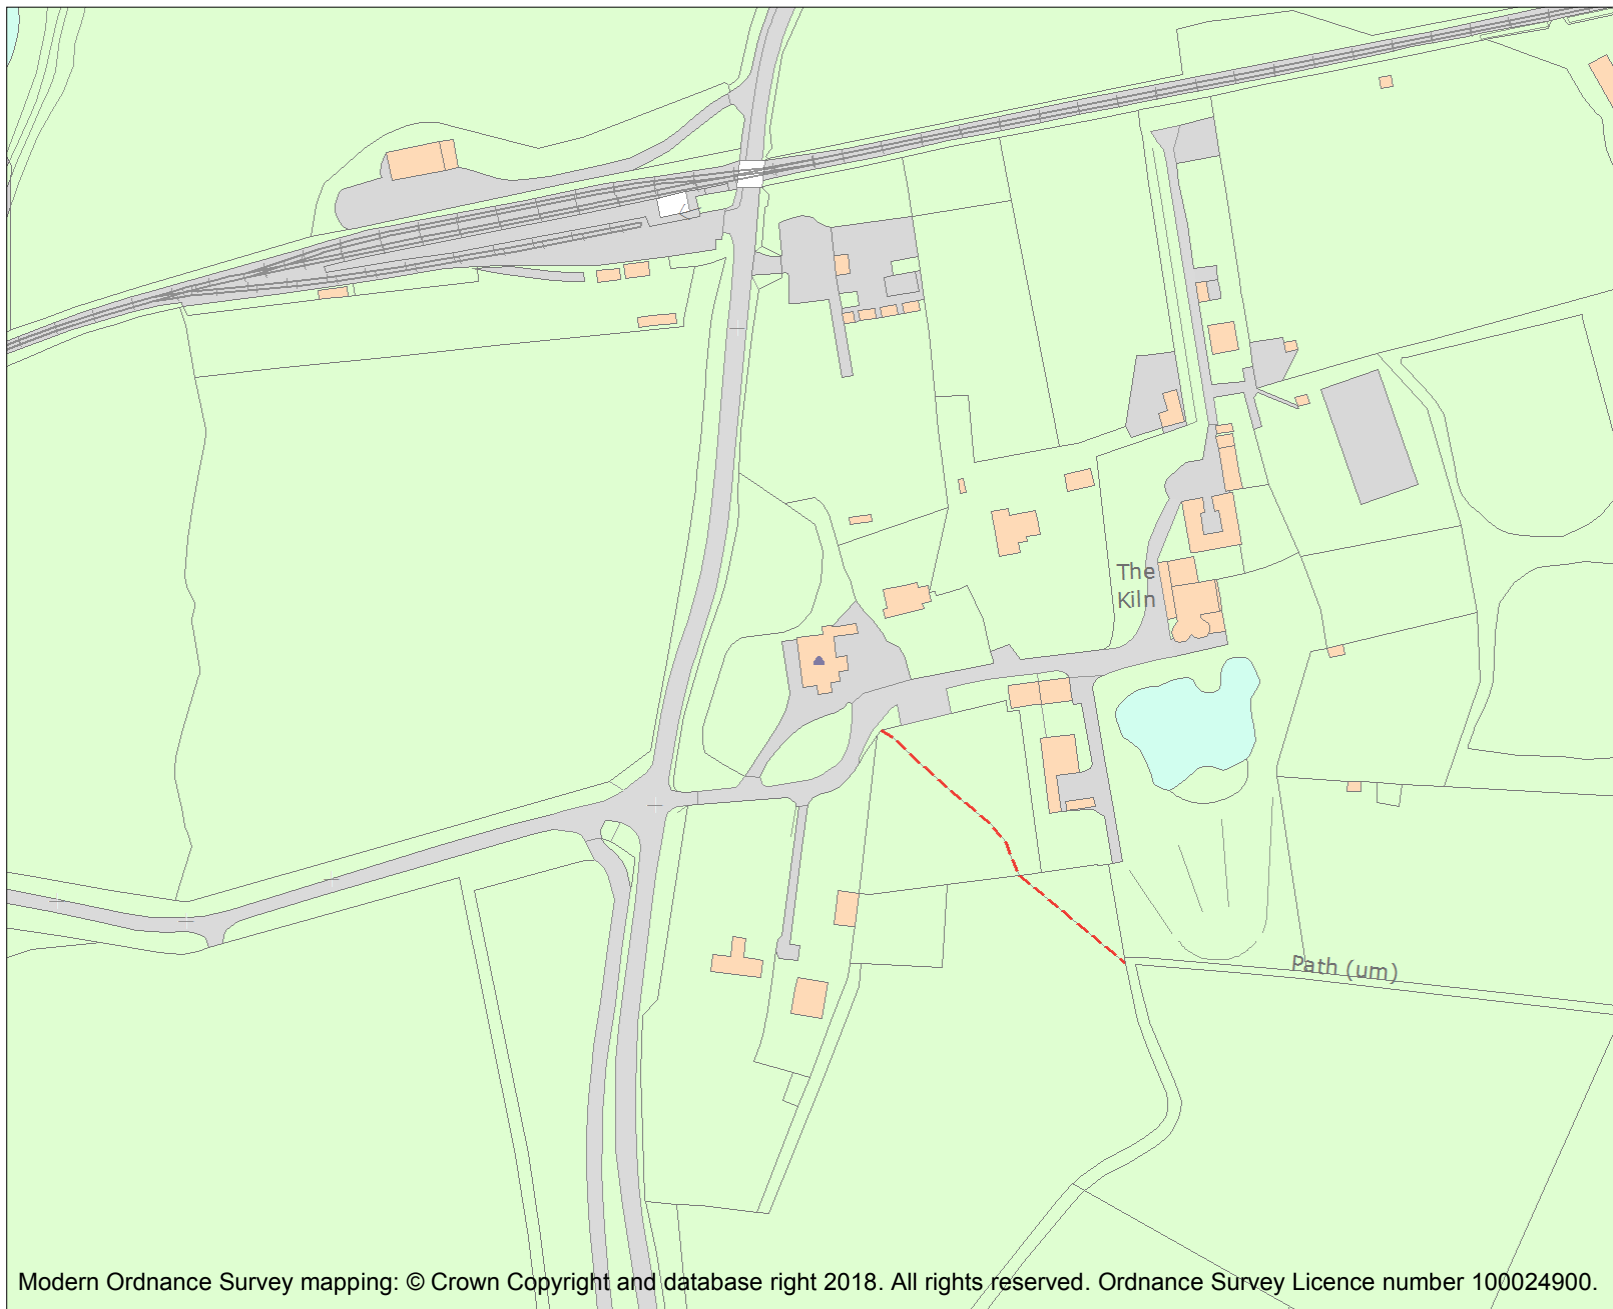 The
Kiln
Path (um)
Modern Ordnance Survey mapping: © Crown Copyright and database right 2018. All rights reserved. Ordnance Survey Licence number 100024900.